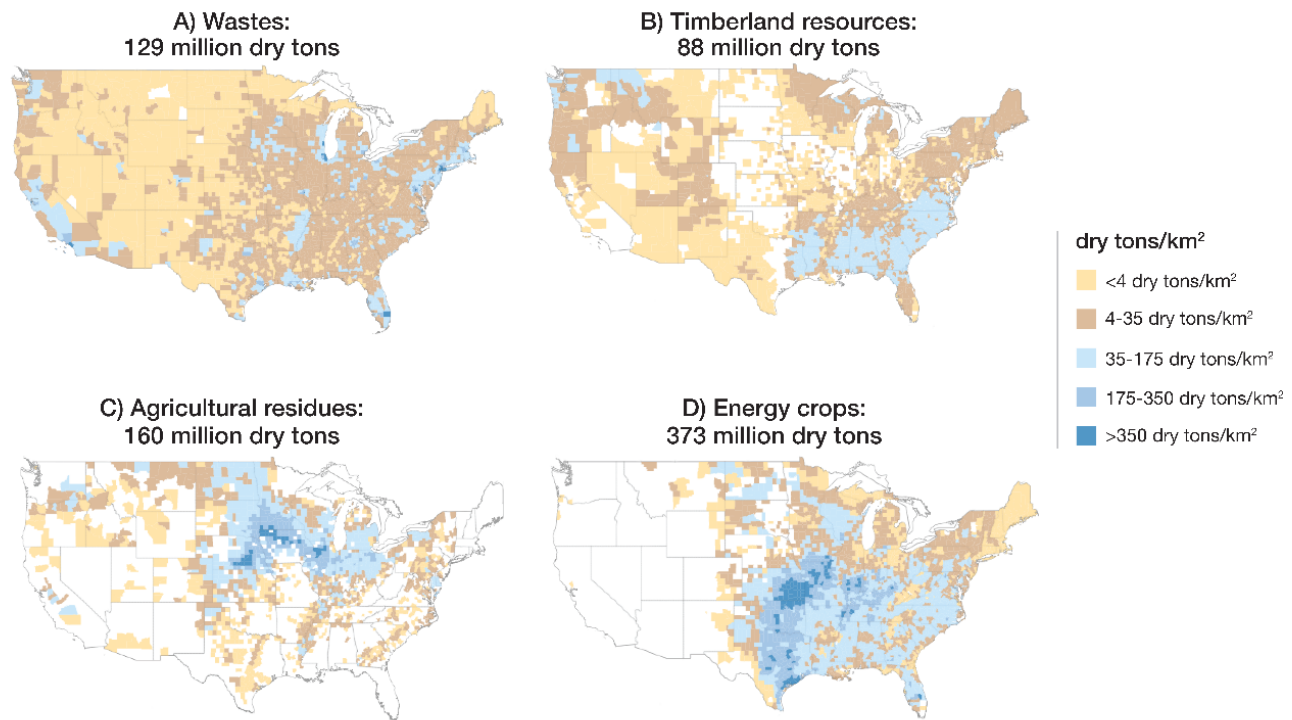 A) Wastes:
129 million dry tons
B) Timberland resources:
88 million dry tons
dry tons/km²
<4 dry tons/km²
4-35 dry tons/km²
35-175 dry tons/km²
175-350 dry tons/km²
>350 dry tons/km²
C) Agricultural residues:
160 million dry tons
D) Energy crops:
373 million dry tons